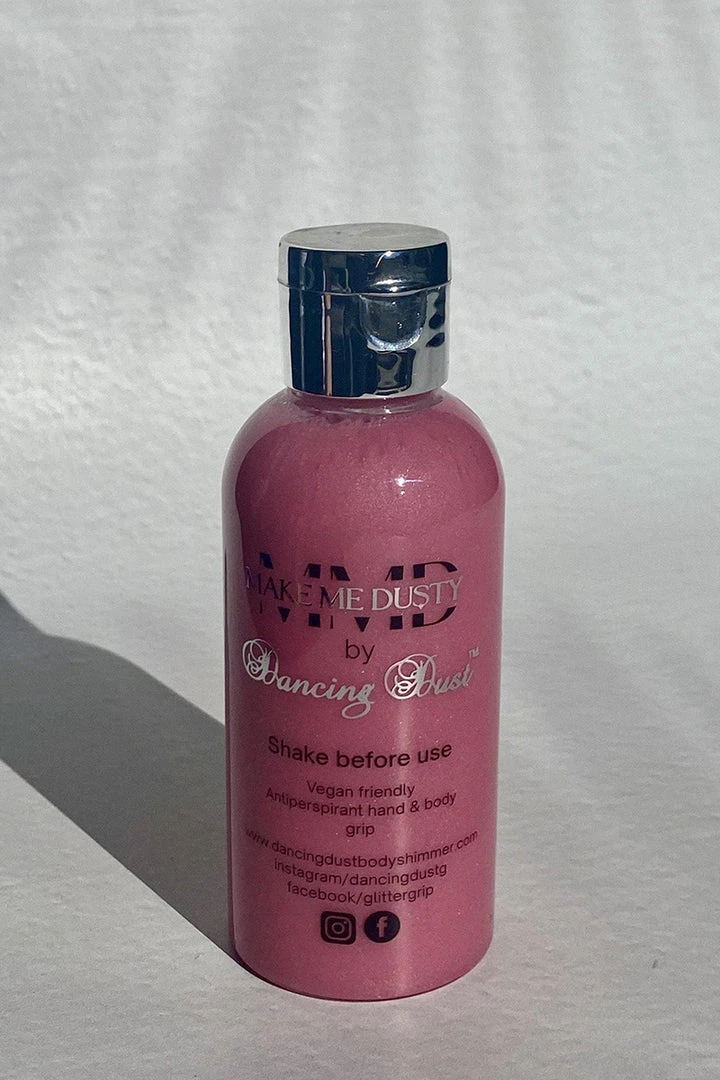 MMD
MAKE ME DUSTY
by
Dancing Dust™
Shake before use
Vegan friendly
Antiperspirant hand & body
grip
www.dancingdustbodyshimmer.com
instagram/dancingdustg
facebook/glittergrip
f